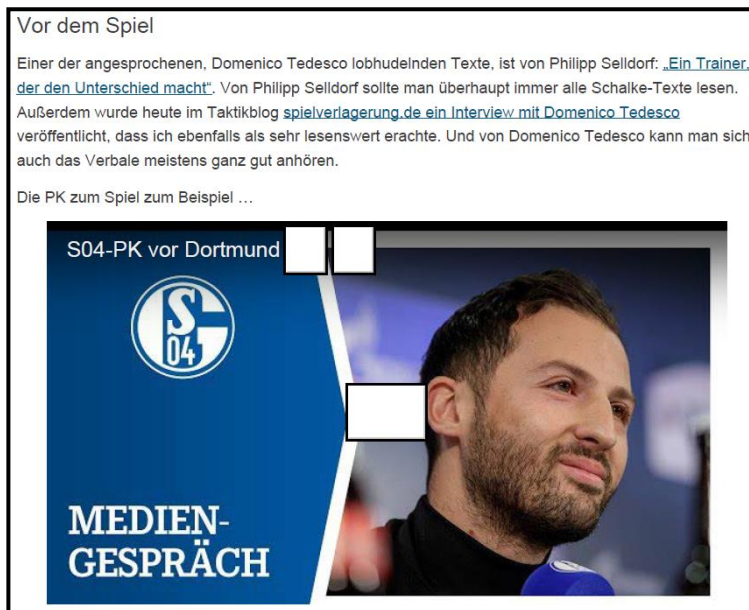 Vor dem Spiel
Einer der angesprochenen, Domenico Tedesco lobhudelnden Texte, ist von Philipp Selldorf: „Ein Trainer,
der den Unterschied macht“. Von Philipp Selldorf sollte man überhaupt immer alle Schalke-Texte lesen.
Außerdem wurde heute im Taktikblog spielverlagerung.de ein Interview mit Domenico Tedesco
veröffentlicht, dass ich ebenfalls als sehr lesenswert erachte. Und von Domenico Tedesco kann man sich
auch das Verbale meistens ganz gut anhören.
Die PK zum Spiel zum Beispiel …
S04-PK vor Dortmund
S
04
MEDIEN-
GESPRÄCH